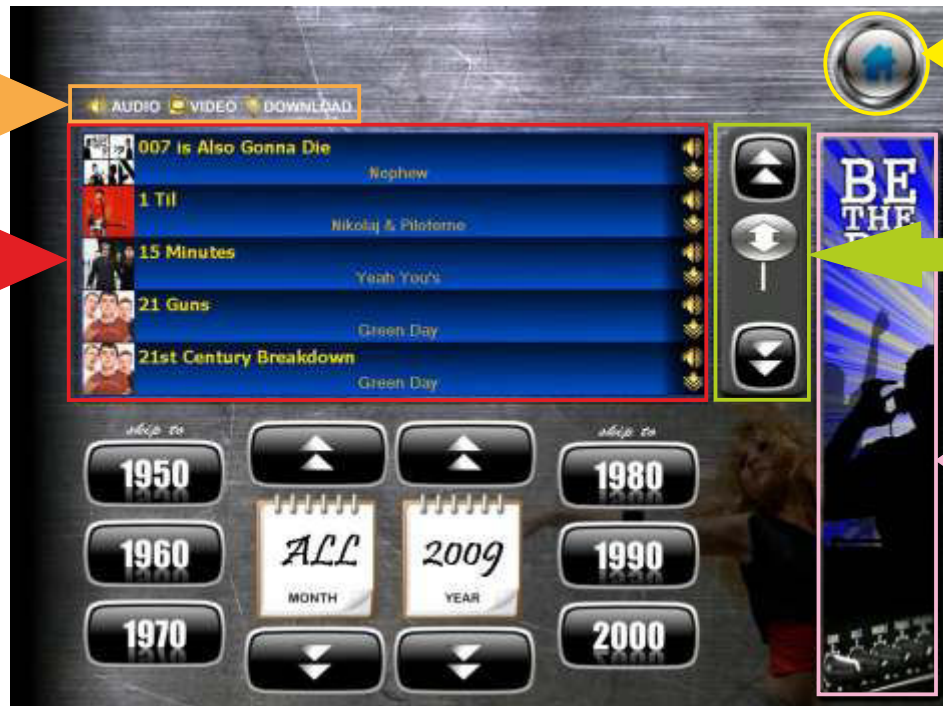 AUDIO VIDEO DOWNLOAD
007 is Also Gonna Die
Nephew
1 Til
Nikolaj & Piloterne
15 Minutes
Yeah You's
21 Guns
Green Day
21st Century Breakdown
Green Day
BE
THE
skip to
1950
1960
1970
ALL
MONTH
2009
YEAR
skip to
1980
1990
2000